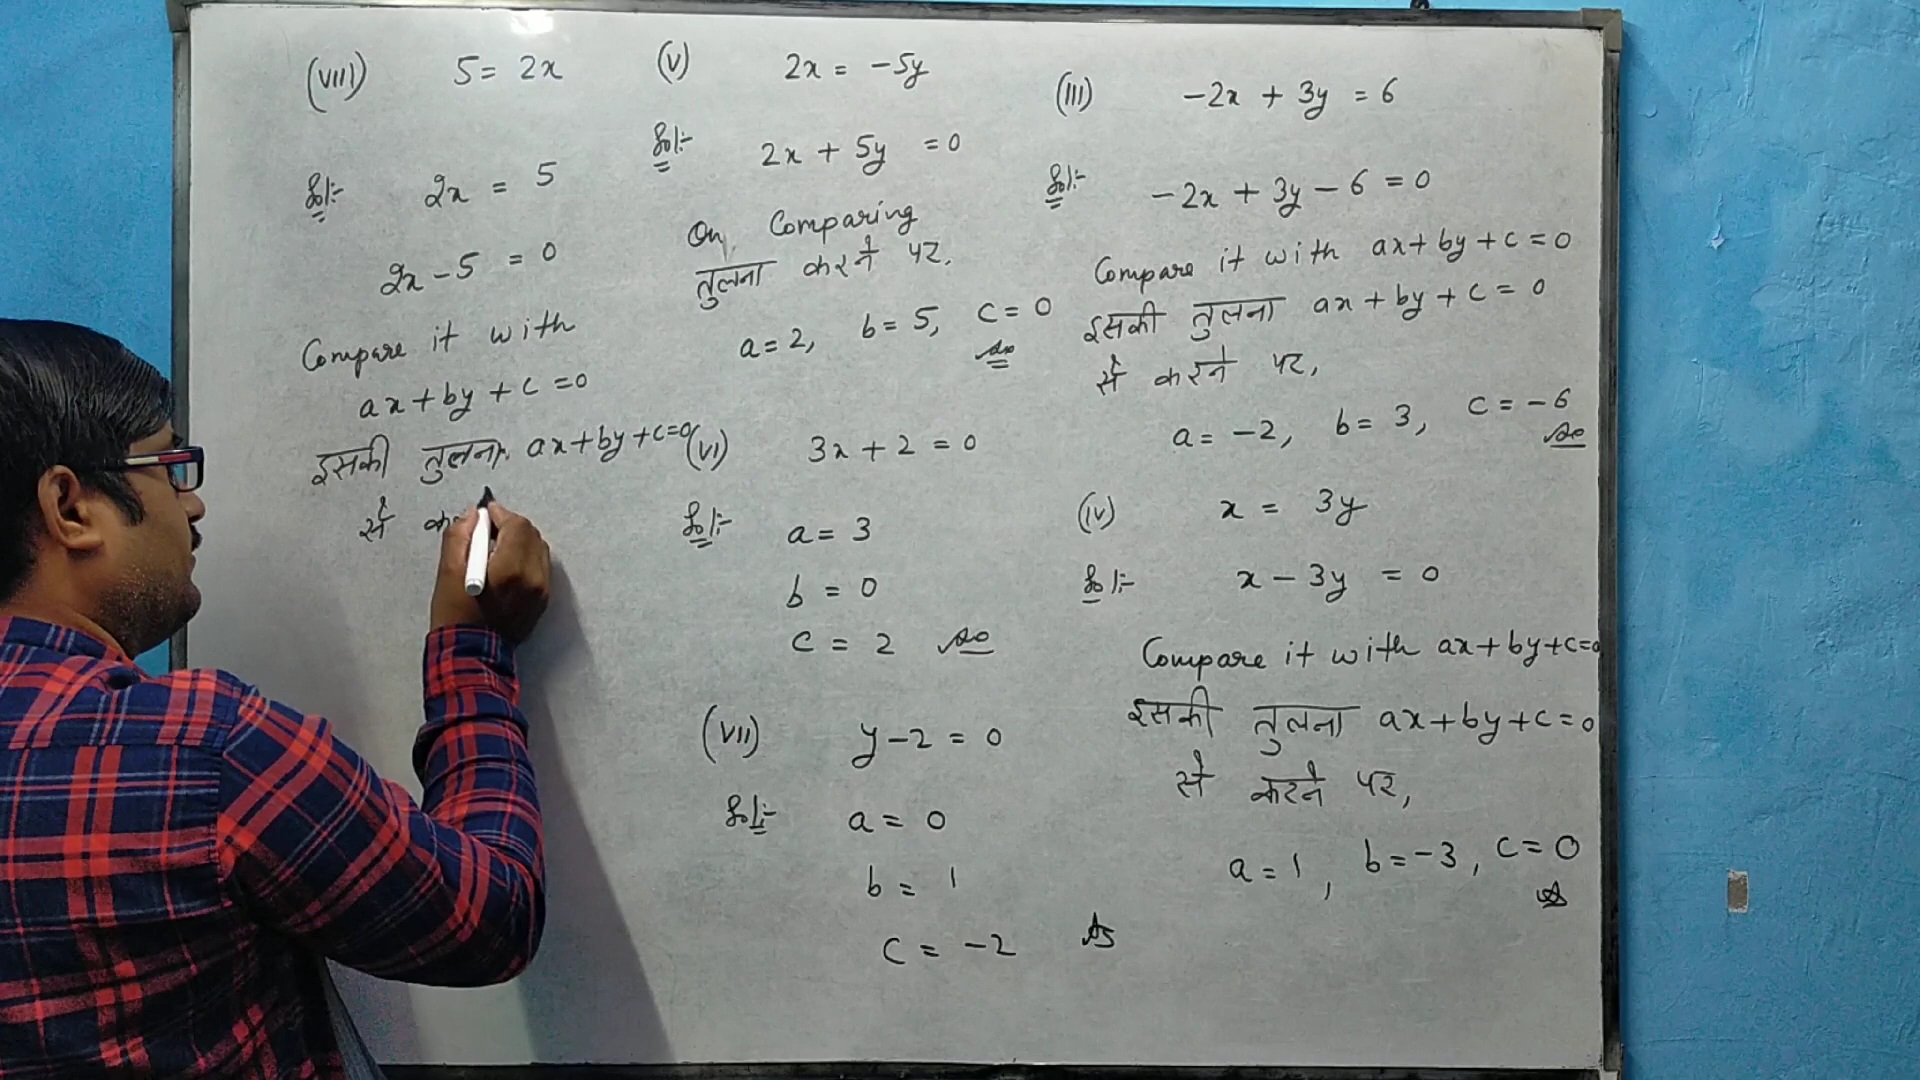 (VIII) 5 = 2x
Sol:-
2x = 5
2x - 5 = 0
Compare it with
ax + by + c = 0
इसकी तुलना ax + by + c = 0
से
(V) 2x = -5y
Sol:-
2x + 5y = 0
On Comparing
तुलना करने पर,
a = 2, b = 5, c = 0
(VI) 3x + 2 = 0
Sol:-
a = 3
b = 0
c = 2
(VII) y - 2 = 0
Sol:-
a = 0
b = 1
c = -2
(III) -2x + 3y = 6
Sol:-
-2x + 3y - 6 = 0
Compare it with ax + by + c = 0
इसकी तुलना ax + by + c = 0
से करने पर,
a = -2, b = 3, c = -6
(IV) x = 3y
Sol:-
x - 3y = 0
Compare it with ax + by + c = 0
इसकी तुलना ax + by + c = 0
से करने पर,
a = 1, b = -3, c = 0